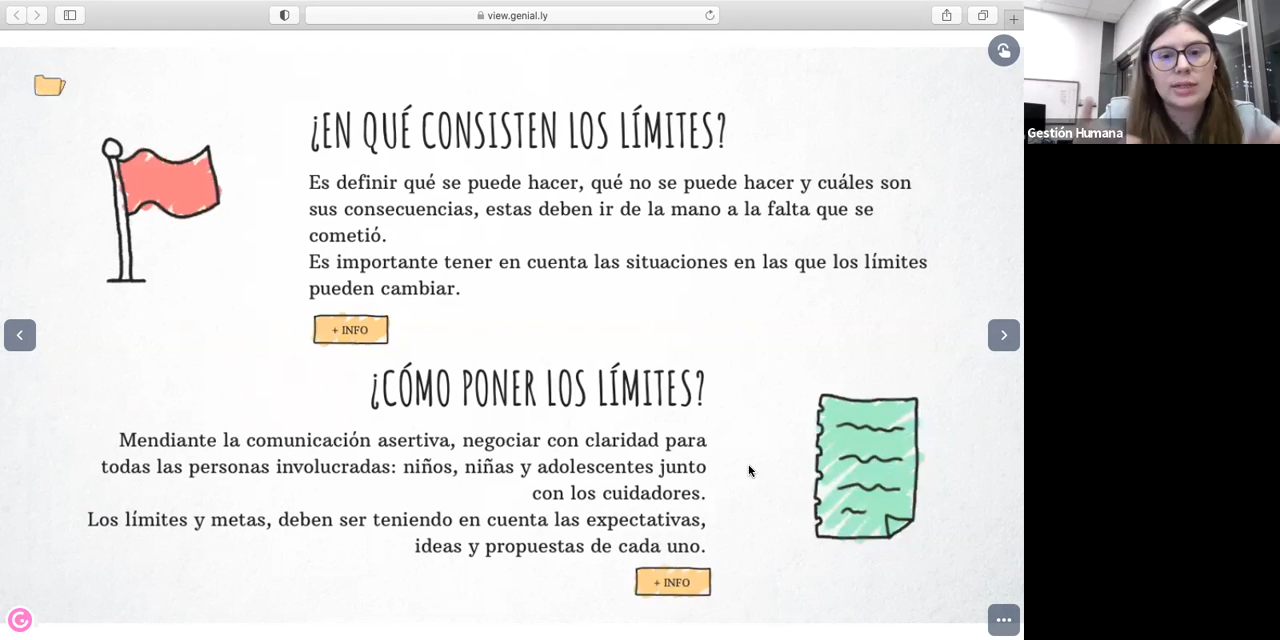 view.genial.ly
Gestión Humana
¿EN QUÉ CONSISTEN LOS LÍMITES?
Es definir qué se puede hacer, qué no se puede hacer y cuáles son
sus consecuencias, estas deben ir de la mano a la falta que se
cometió.
Es importante tener en cuenta las situaciones en las que los límites
pueden cambiar.
+ INFO
¿CÓMO PONER LOS LÍMITES?
Mendiante la comunicación asertiva, negociar con claridad para
todas las personas involucradas: niños, niñas y adolescentes junto
con los cuidadores.
Los límites y metas, deben ser teniendo en cuenta las expectativas,
ideas y propuestas de cada uno.
+ INFO